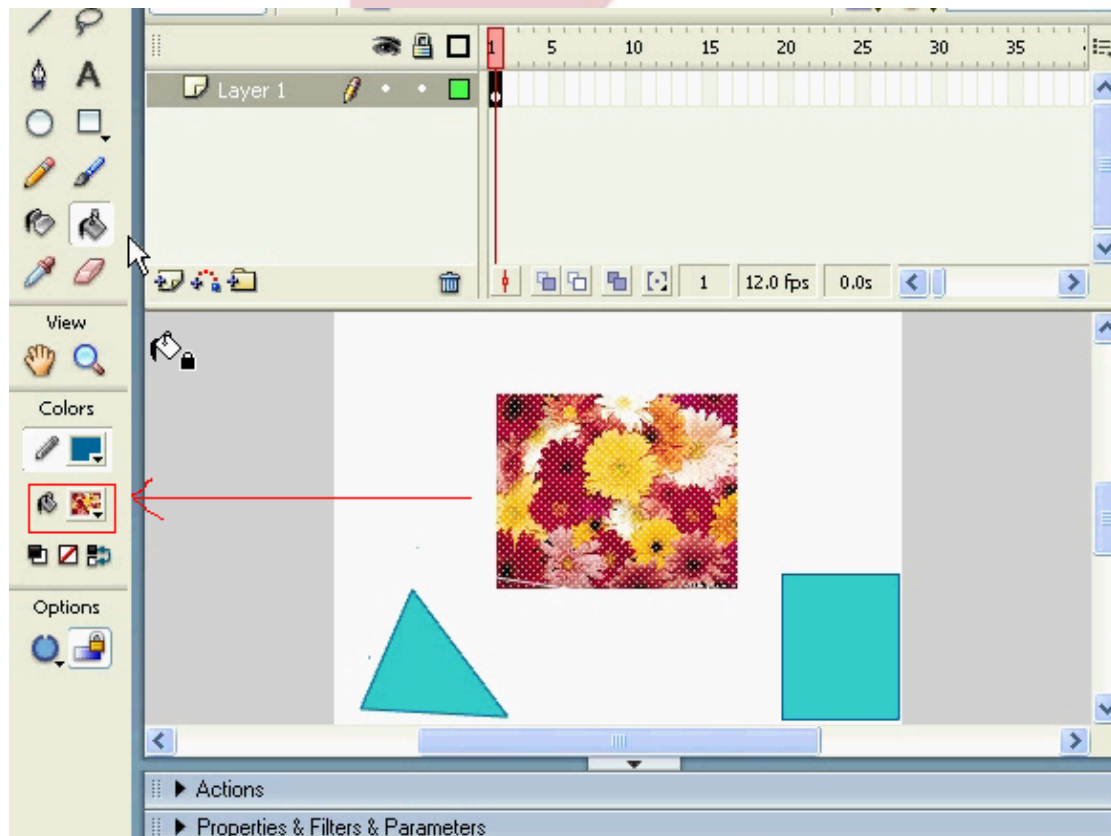 1 5 10 15 20 25 30 35
Layer 1
1 12.0 fps 0.0s
View
Colors
Options
Actions
Properties & Filters & Parameters